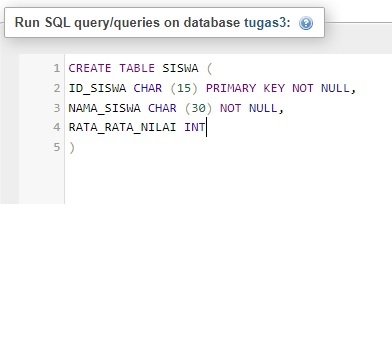 Run SQL query/queries on database tugas3:
1 CREATE TABLE SISWA (
2 ID_SISWA CHAR (15) PRIMARY KEY NOT NULL,
3 NAMA_SISWA CHAR (30) NOT NULL,
4 RATA_RATA_NILAI INT
5 )